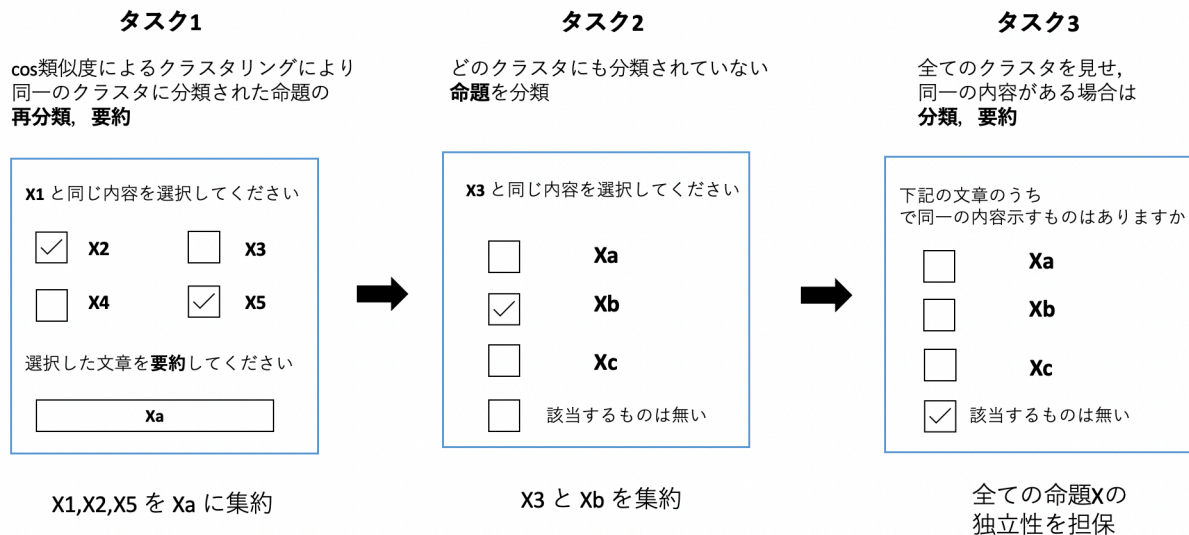 タスク1
cos類似度によるクラスタリングにより
同一のクラスタに分類された命題の
再分類，要約
X1 と同じ内容を選択してください
X2
X3
X4
X5
選択した文章を要約してください
Xa
X1,X2,X5 を Xa に集約
タスク2
どのクラスタにも分類されていない
命題を分類
X3 と同じ内容を選択してください
Xa
Xb
Xc
該当するものは無い
X3 と Xb を集約
タスク3
全てのクラスタを見せ，
同一の内容がある場合は
分類，要約
下記の文章のうち
で同一の内容示すものはありますか
Xa
Xb
Xc
該当するものは無い
全ての命題Xの
独立性を担保